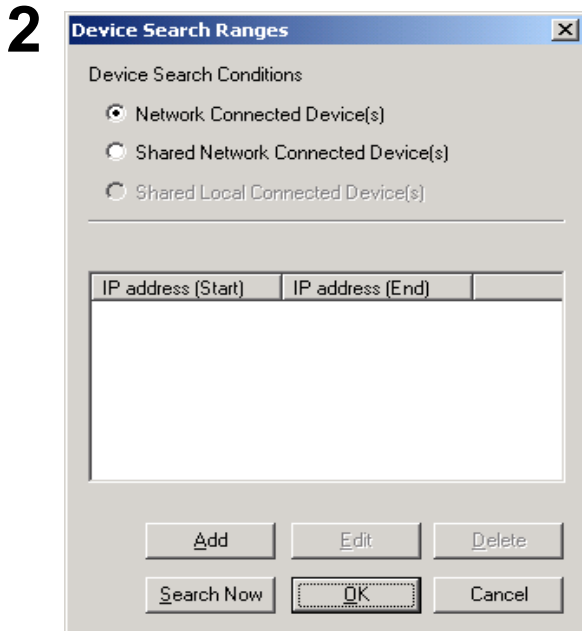 2
Device Search Ranges
Device Search Conditions
Network Connected Device(s)
Shared Network Connected Device(s)
Shared Local Connected Device(s)
IP address (Start) IP address (End)
Add Edit Delete
Search Now OK Cancel